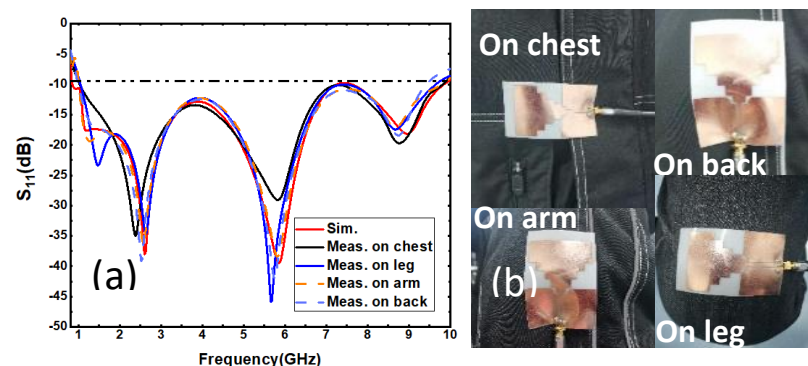 0
-5
-10
-15
-20
-25
-30
-35
-40
-45
-50
S11(dB)
1 2 3 4 5 6 7 8 9 10
Frequency(GHz)
Sim.
Meas. on chest
Meas. on leg
Meas. on arm
Meas. on back
(a)
On chest
On back
On arm
(b)
On leg